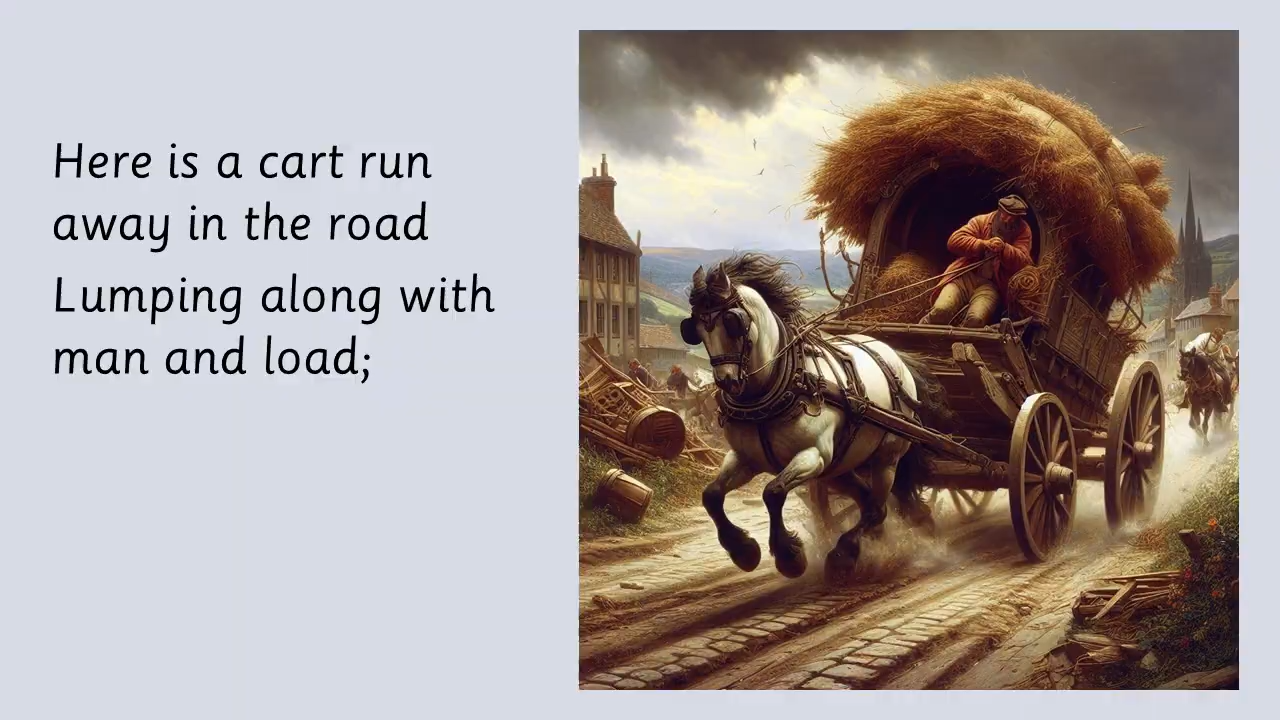 Here is a cart run
away in the road
Lumping along with
man and load;